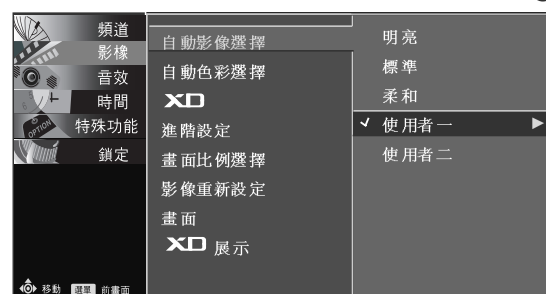 頻道
影像
音效
時間
特殊功能
OPTION
鎖定
移動 選單 前畫面
自動影像選擇
自動色彩選擇
XD
進階設定
畫面比例選擇
影像重新設定
畫面
XD 展示
明亮
標準
柔和
✓ 使用者一 ▶
使用者二